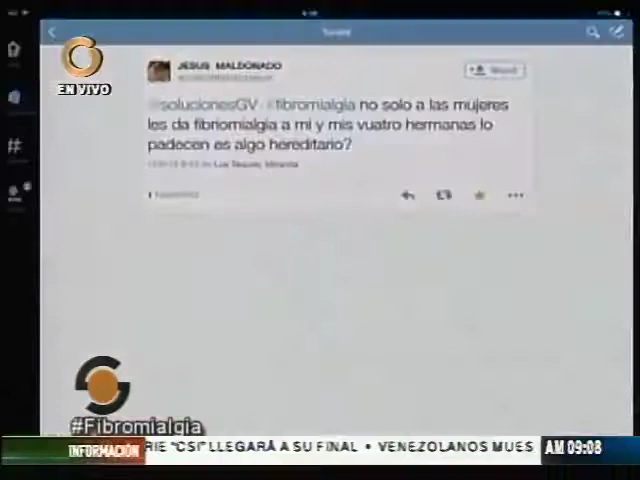 EN VIVO
JESUS MALDONADO
@solucionesGV #fibromialgia no solo a las mujeres
les da fibriomialgia a mi y mis vuatro hermanas lo
padecen es algo hereditario?
#Fibromialgia
INFORMACIÓN
RIE "CSI" LLEGARÁ A SU FINAL • VENEZOLANOS MUES
AM 09:08